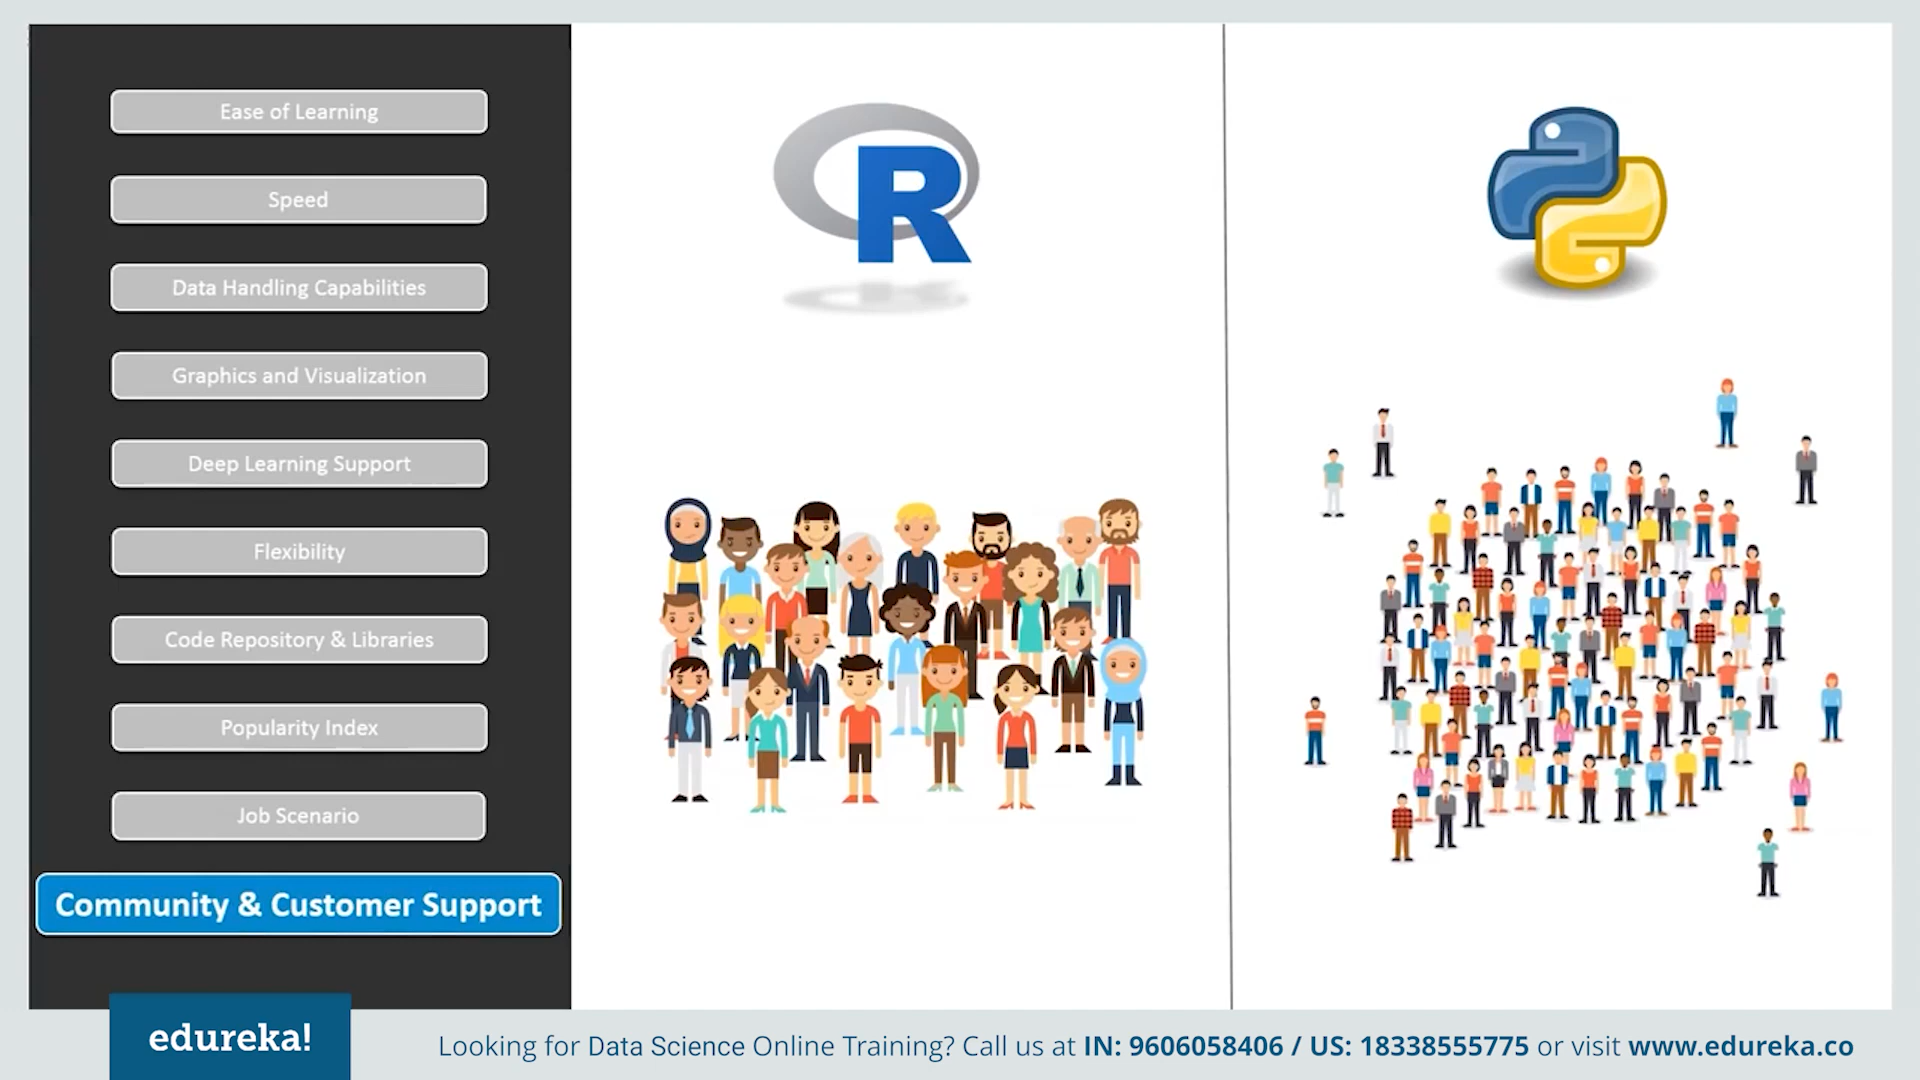 Ease of Learning
Speed
Data Handling Capabilities
Graphics and Visualization
Deep Learning Support
Flexibility
Code Repository & Libraries
Popularity Index
Job Scenario
Community & Customer Support
R
edureka!
Looking for Data Science Online Training? Call us at IN: 9606058406 / US: 18338555775 or visit www.edureka.co